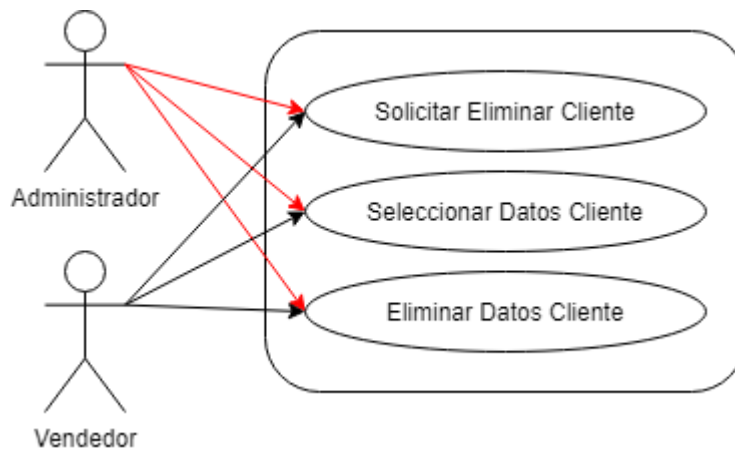 Solicitar Eliminar Cliente
Administrador
Seleccionar Datos Cliente
Eliminar Datos Cliente
Vendedor